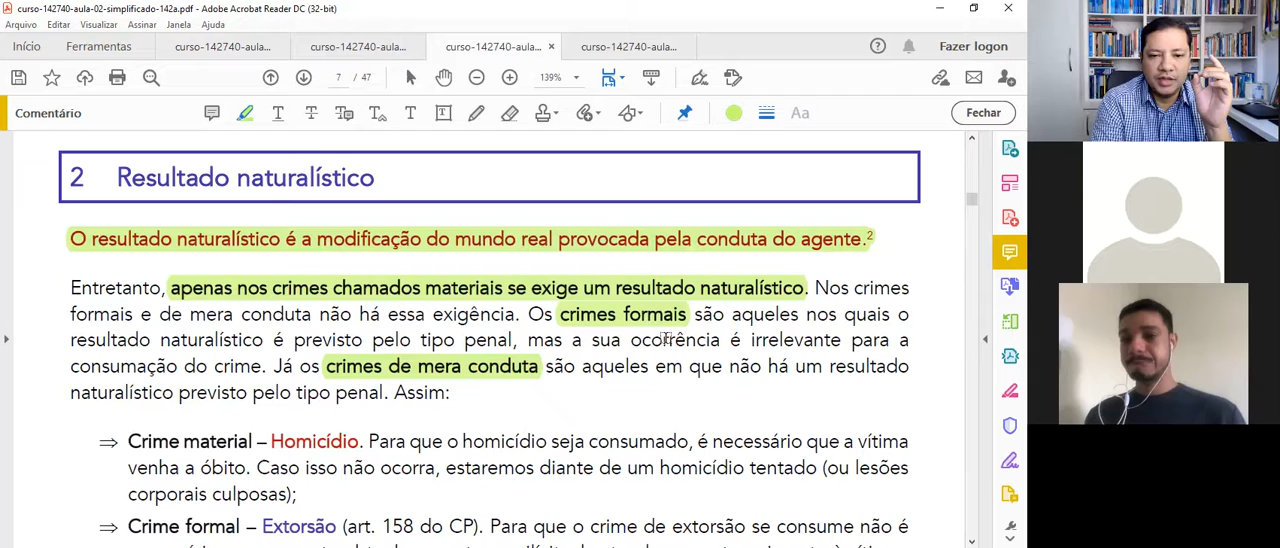 curso-142740-aula-02-simplificado-142a.pdf - Adobe Acrobat Reader DC (32-bit)
Arquivo Editar Visualizar Assinar Janela Ajuda
Início Ferramentas curso-142740-aula... curso-142740-aula... curso-142740-aul... × curso-142740-aula...
Fazer logon
7 / 47 139%
Comentário Aa Fechar
2 Resultado naturalístico
O resultado naturalístico é a modificação do mundo real provocada pela conduta do agente.2
Entretanto, apenas nos crimes chamados materiais se exige um resultado naturalístico. Nos crimes
formais e de mera conduta não há essa exigência. Os crimes formais são aqueles nos quais o
resultado naturalístico é previsto pelo tipo penal, mas a sua ocorrência é irrelevante para a
consumação do crime. Já os crimes de mera conduta são aqueles em que não há um resultado
naturalístico previsto pelo tipo penal. Assim:
⇒ Crime material – Homicídio. Para que o homicídio seja consumado, é necessário que a vítima
venha a óbito. Caso isso não ocorra, estaremos diante de um homicídio tentado (ou lesões
corporais culposas);
⇒ Crime formal – Extorsão (art. 158 do CP). Para que o crime de extorsão se consume não é